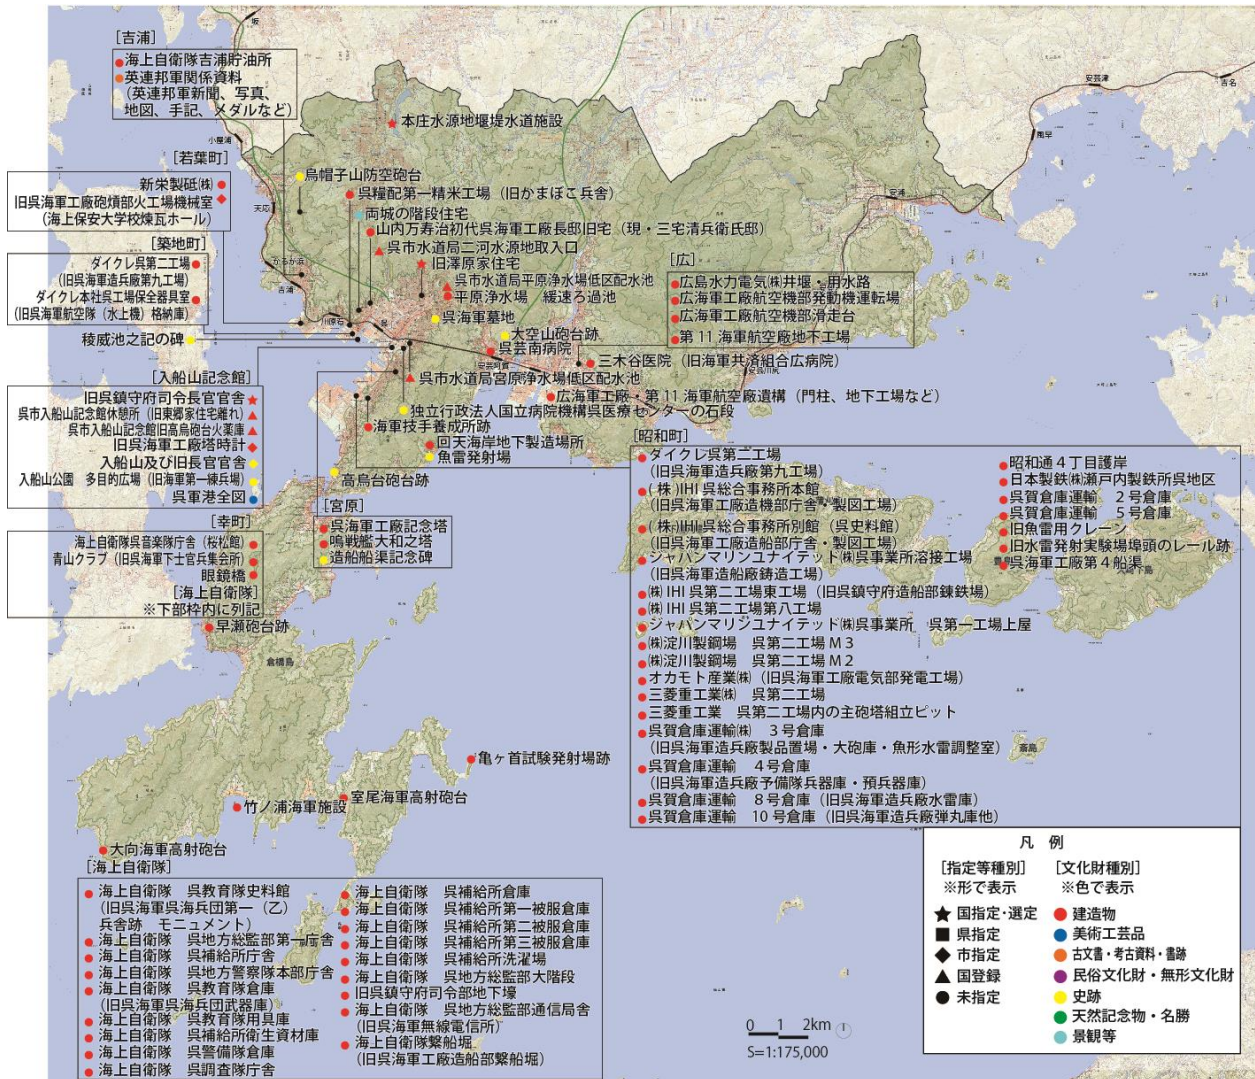 坂
安芸津
吉名
風早
[吉浦]
海上自衛隊吉浦貯油所
英連邦軍関係資料
(英連邦軍新聞、写真、
地図、手記、メダルなど)
小屋浦
本庄水源地堰堤水道施設
[若葉町]
新栄製砥㈱
旧呉海軍工廠砲熕部火工場機械室
(海上保安大学校煉瓦ホール)
烏帽子山防空砲台
呉糧配第一精米工場（旧かまぼこ兵舎）
両城の階段住宅
山内万寿治初代呉海軍工廠長邸旧宅（現・三宅清兵衛氏邸）
呉市水道局二河水源地取入口
旧澤原家住宅
呉市水道局平原浄水場低区配水池
平原浄水場　緩速ろ過池
呉海軍墓地
天応
安浦
かるが浜
吉浦
川原石
呉
安芸阿賀
安芸川尻
[築地町]
ダイクレ呉第二工場
(旧呉海軍造兵廠第九工場)
ダイクレ本社呉工場保全器具室
(旧呉海軍航空隊（水上機）格納庫)
稜威池之記の碑
[広]
広島水力電気㈱井堰・用水路
広海軍工廠航空機部発動機運転場
広海軍工廠航空機部滑走台
第11海軍航空廠地下工場
大空山砲台跡
呉芸南病院
三木谷医院（旧海軍共済組合広病院）
呉市水道局宮原浄水場低区配水池
広海軍工廠・第11海軍航空廠遺構（門柱、地下工場など）
独立行政法人国立病院機構呉医療センターの石段
海軍技手養成所跡
回天海岸地下製造場所
魚雷発射場
高烏台砲台跡
[入船山記念館]
旧呉鎮守府司令長官官舎
呉市入船山記念館休憩所（旧東郷家住宅離れ）
呉市入船山記念館旧高烏砲台火薬庫
旧呉海軍工廠塔時計
入船山及び旧長官官舎
入船山公園　多目的広場（旧海軍第一練兵場）
呉軍港全図
[宮原]
呉海軍工廠記念塔
嗚戦艦大和之塔
造船船渠記念碑
[幸町]
海上自衛隊呉音楽隊庁舎（桜松館）
青山クラブ（旧呉海軍下士官兵集会所）
眼鏡橋
[海上自衛隊]
※下部枠内に列記
早瀬砲台跡
倉橋島
[昭和町]
ダイクレ呉第二工場
(旧呉海軍造兵廠第九工場)
(株)IHI呉総合事務所本館
(旧呉海軍工廠造機部庁舎・製図工場)
(株)IHI呉総合事務所別館（呉史料館）
(旧呉海軍工廠造船部庁舎・製図工場)
ジャパンマリンユナイテッド㈱呉事業所溶接工場
(旧呉海軍造船廠鋳造工場)
㈱IHI呉第二工場東工場（旧呉鎮守府造船部錬鉄場）
㈱IHI呉第二工場第八工場
ジャパンマリンユナイテッド㈱呉事業所　呉第一工場上屋
㈱淀川製鋼場　呉第二工場M3
㈱淀川製鋼場　呉第二工場M2
オカモト産業㈱（旧呉海軍工廠電気部発電工場）
三菱重工業㈱　呉第二工場
三菱重工業　呉第二工場内の主砲塔組立ピット
呉賀倉庫運輸㈱　3号倉庫
(旧呉海軍造兵廠製品置場・大砲庫・魚形水雷調整室)
呉賀倉庫運輸　4号倉庫
(旧呉海軍造兵廠予備隊兵器庫・預兵器庫)
呉賀倉庫運輸　8号倉庫（旧呉海軍造兵廠水雷庫）
呉賀倉庫運輸　10号倉庫（旧呉海軍造兵廠弾丸庫他）
昭和通4丁目護岸
日本製鉄㈱瀬戸内製鉄所呉地区
呉賀倉庫運輸　2号倉庫
呉賀倉庫運輸　5号倉庫
旧魚雷用クレーン
旧水雷発射実験場埠頭のレール跡
呉海軍工廠第4船渠
大崎下島
斎島
亀ヶ首試験発射場跡
室尾海軍高射砲台
竹ノ浦海軍施設
大向海軍高射砲台
[海上自衛隊]
海上自衛隊　呉教育隊史料館
(旧呉海軍呉海兵団第一（乙）
兵舎跡　モニュメント)
海上自衛隊　呉地方総監部第一庁舎
海上自衛隊　呉補給所庁舎
海上自衛隊　呉地方警察隊本部庁舎
海上自衛隊　呉教育隊倉庫
(旧呉海軍呉海兵団武器庫)
海上自衛隊　呉教育隊用具庫
海上自衛隊　呉補給所衛生資材庫
海上自衛隊　呉警備隊倉庫
海上自衛隊　呉調査隊庁舎
海上自衛隊　呉補給所倉庫
海上自衛隊　呉補給所第一被服倉庫
海上自衛隊　呉補給所第二被服倉庫
海上自衛隊　呉補給所第三被服倉庫
海上自衛隊　呉補給所洗濯場
海上自衛隊　呉地方総監部大階段
旧呉鎮守府司令部地下壕
海上自衛隊　呉地方総監部通信局舎
(旧呉海軍無線電信所)
海上自衛隊繋船堀
(旧呉海軍工廠造船部繋船堀)
0 1 2km
S=1:175,000
凡　例
[指定等種別]
※形で表示
国指定・選定
県指定
市指定
国登録
未指定
[文化財種別]
※色で表示
建造物
美術工芸品
古文書・考古資料・書跡
民俗文化財・無形文化財
史跡
天然記念物・名勝
景観等